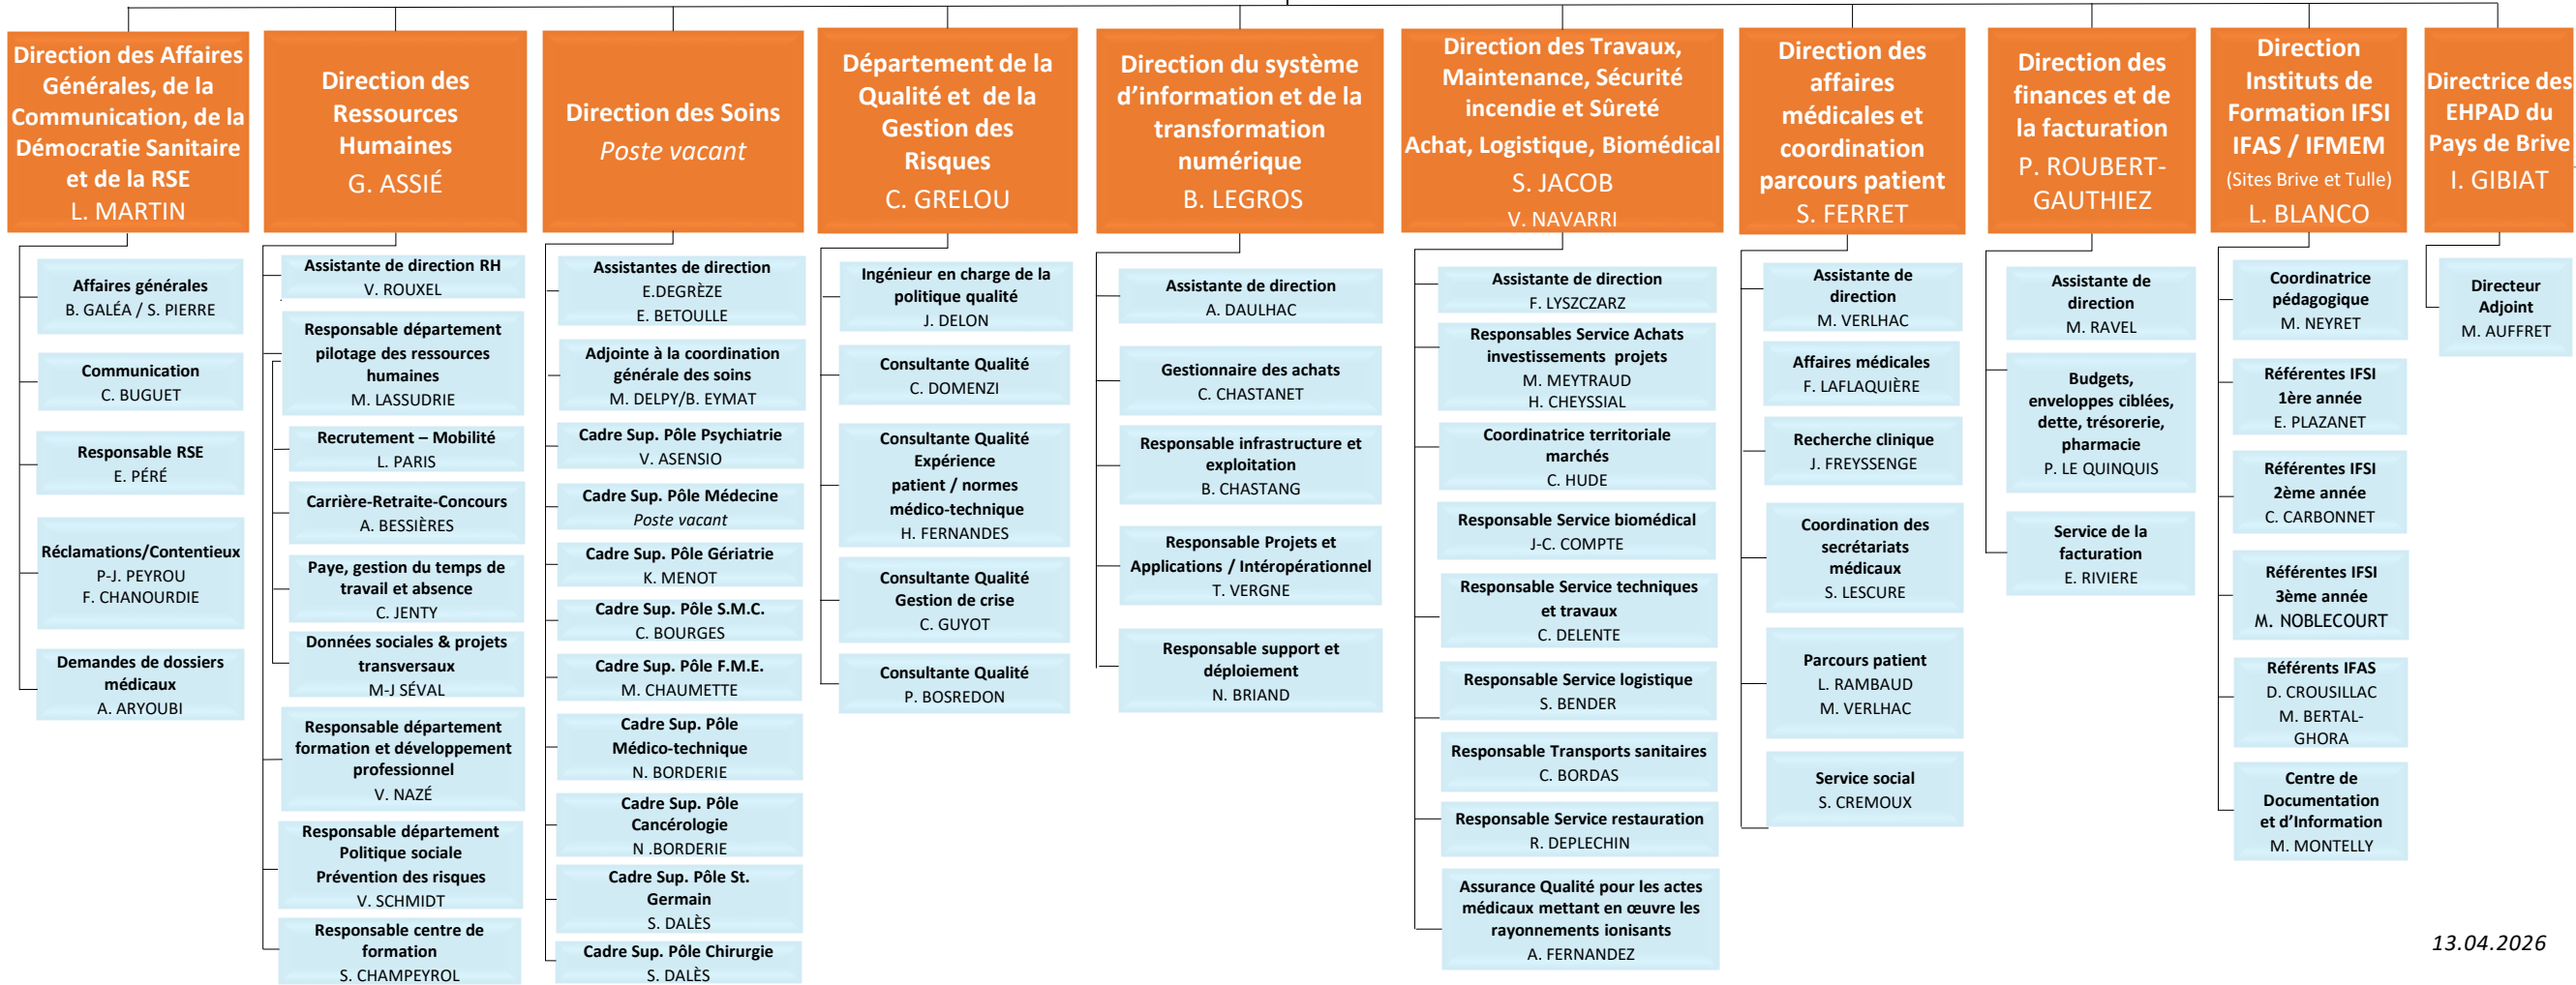 Direction des Affaires
Générales, de la
Communication, de la
Démocratie Sanitaire
et de la RSE
L. MARTIN
Affaires générales
B. GALÉA / S. PIERRE
Communication
C. BUGUET
Responsable RSE
E. PÉRÉ
Réclamations/Contentieux
P-J. PEYROU
F. CHANOURDIE
Demandes de dossiers
médicaux
A. ARYOUBI
Direction des
Ressources
Humaines
G. ASSIÉ
Assistante de direction RH
V. ROUXEL
Responsable département
pilotage des ressources
humaines
M. LASSUDRIE
Recrutement – Mobilité
L. PARIS
Carrière-Retraite-Concours
A. BESSIÈRES
Paye, gestion du temps de
travail et absence
C. JENTY
Données sociales & projets
transversaux
M-J SÉVAL
Responsable département
formation et développement
professionnel
V. NAZÉ
Responsable département
Politique sociale
Prévention des risques
V. SCHMIDT
Responsable centre de
formation
S. CHAMPEYROL
Direction des Soins
Poste vacant
Assistantes de direction
E.DEGRÈZE
E. BETOULLE
Adjointe à la coordination
générale des soins
M. DELPY/B. EYMAT
Cadre Sup. Pôle Psychiatrie
V. ASENSIO
Cadre Sup. Pôle Médecine
Poste vacant
Cadre Sup. Pôle Gériatrie
K. MENOT
Cadre Sup. Pôle S.M.C.
C. BOURGES
Cadre Sup. Pôle F.M.E.
M. CHAUMETTE
Cadre Sup. Pôle
Médico-technique
N. BORDERIE
Cadre Sup. Pôle
Cancérologie
N .BORDERIE
Cadre Sup. Pôle St.
Germain
S. DALÈS
Cadre Sup. Pôle Chirurgie
S. DALÈS
Département de la
Qualité et de la
Gestion des
Risques
C. GRELOU
Ingénieur en charge de la
politique qualité
J. DELON
Consultante Qualité
C. DOMENZI
Consultante Qualité
Expérience
patient / normes
médico-technique
H. FERNANDES
Consultante Qualité
Gestion de crise
C. GUYOT
Consultante Qualité
P. BOSREDON
Direction du système
d'information et de la
transformation
numérique
B. LEGROS
Assistante de direction
A. DAULHAC
Gestionnaire des achats
C. CHASTANET
Responsable infrastructure et
exploitation
B. CHASTANG
Responsable Projets et
Applications / Intéropérationnel
T. VERGNE
Responsable support et
déploiement
N. BRIAND
Direction des Travaux,
Maintenance, Sécurité
incendie et Sûreté
Achat, Logistique, Biomédical
S. JACOB
V. NAVARRI
Assistante de direction
F. LYSZCZARZ
Responsables Service Achats
investissements projets
M. MEYTRAUD
H. CHEYSSIAL
Coordinatrice territoriale
marchés
C. HUDE
Responsable Service biomédical
J-C. COMPTE
Responsable Service techniques
et travaux
C. DELENTE
Responsable Service logistique
S. BENDER
Responsable Transports sanitaires
C. BORDAS
Responsable Service restauration
R. DEPLECHIN
Assurance Qualité pour les actes
médicaux mettant en œuvre les
rayonnements ionisants
A. FERNANDEZ
Direction des
affaires
médicales et
coordination
parcours patient
S. FERRET
Assistante de
direction
M. VERLHAC
Affaires médicales
F. LAFLAQUIÈRE
Recherche clinique
J. FREYSSENGE
Coordination des
secrétariats
médicaux
S. LESCURE
Parcours patient
L. RAMBAUD
M. VERLHAC
Service social
S. CREMOUX
Direction des
finances et de
la facturation
P. ROUBERT-
GAUTHIEZ
Assistante de
direction
M. RAVEL
Budgets,
enveloppes ciblées,
dette, trésorerie,
pharmacie
P. LE QUINQUIS
Service de la
facturation
E. RIVIERE
Direction
Instituts de
Formation IFSI
IFAS / IFMEM
(Sites Brive et Tulle)
L. BLANCO
Coordinatrice
pédagogique
M. NEYRET
Référentes IFSI
1ère année
E. PLAZANET
Référentes IFSI
2ème année
C. CARBONNET
Référentes IFSI
3ème année
M. NOBLECOURT
Référents IFAS
D. CROUSILLAC
M. BERTAL-
GHORA
Centre de
Documentation
et d'Information
M. MONTELLY
Directrice des
EHPAD du
Pays de Brive
I. GIBIAT
Directeur
Adjoint
M. AUFFRET
13.04.2026